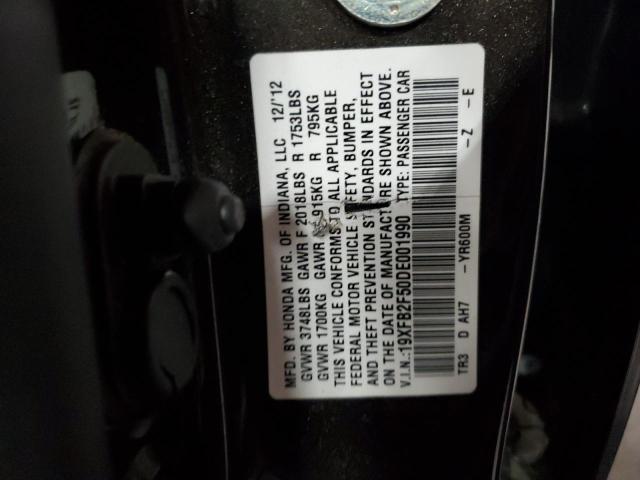 MFD. BY HONDA MFG. OF INDIANA, LLC 12/'12
GVWR 3748LBS GAWR F 2018LBS R 1753LBS
GVWR 1700KG GAWR 915KG R 795KG
THIS VEHICLE CONFORMS TO ALL APPLICABLE
FEDERAL MOTOR VEHICLE SAFETY, BUMPER,
AND THEFT PREVENTION STANDARDS IN EFFECT
ON THE DATE OF MANUFACTURE SHOWN ABOVE.
V.I.N.:19XFB2F50DE001990 TYPE: PASSENGER CAR
TR3 D AH7 -YR600M -Z -E